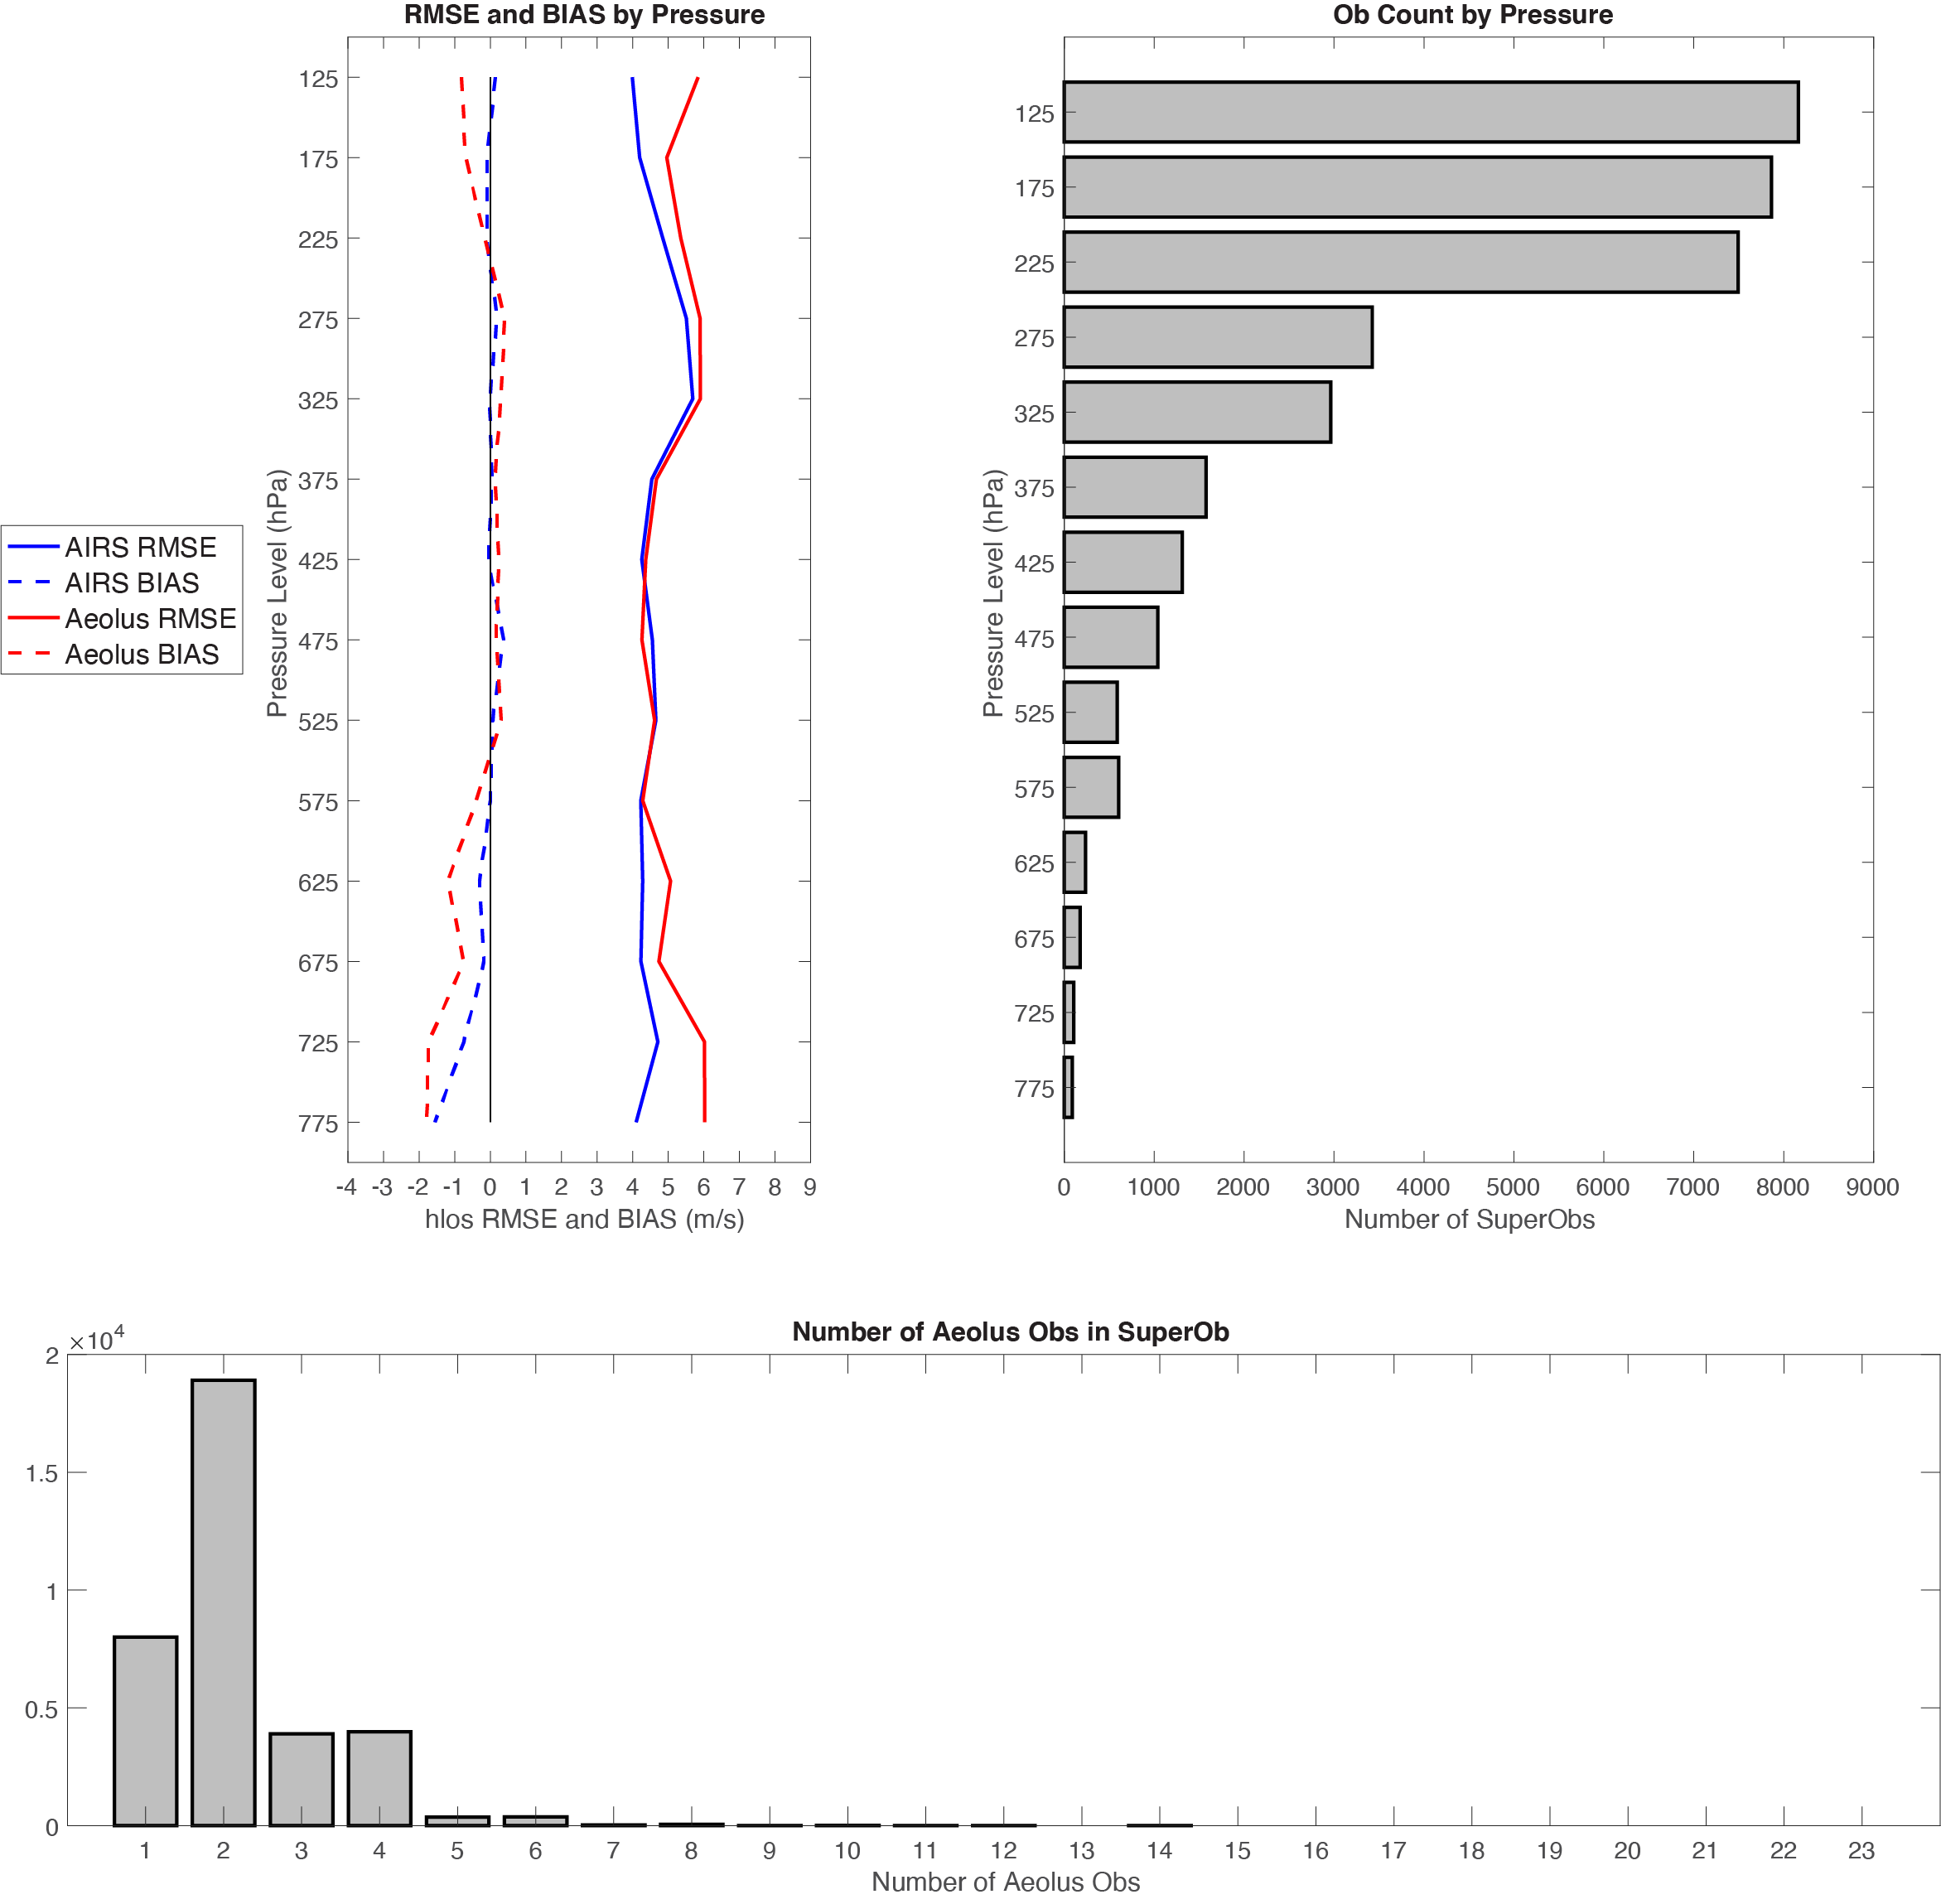 RMSE and BIAS by Pressure
125
175
225
275
325
375
425
475
525
575
625
675
725
775
Pressure Level (hPa)
-4 -3 -2 -1 0 1 2 3 4 5 6 7 8 9
hlos RMSE and BIAS (m/s)
AIRS RMSE
AIRS BIAS
Aeolus RMSE
Aeolus BIAS
Ob Count by Pressure
125
175
225
275
325
375
425
475
525
575
625
675
725
775
Pressure Level (hPa)
0 1000 2000 3000 4000 5000 6000 7000 8000 9000
Number of SuperObs
Number of Aeolus Obs in SuperOb
×10⁴
2
1.5
1
0.5
0
1 2 3 4 5 6 7 8 9 10 11 12 13 14 15 16 17 18 19 20 21 22 23
Number of Aeolus Obs